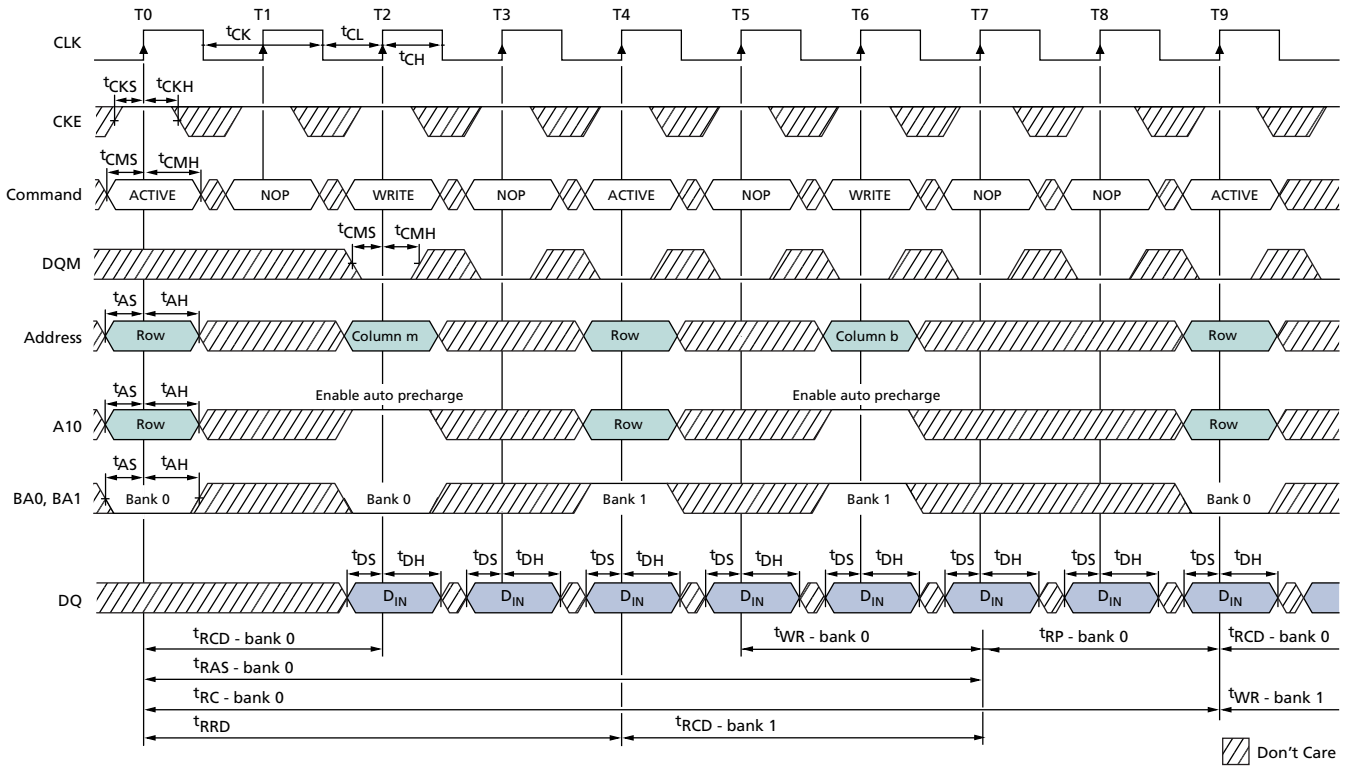 T0 T1 T2 T3 T4 T5 T6 T7 T8 T9
CLK tCK tCL tCH
tCKS tCKH
CKE
tCMS tCMH
Command ACTIVE NOP WRITE NOP ACTIVE NOP WRITE NOP NOP ACTIVE
tCMS tCMH
DQM
tAS tAH
Address Row Column m Row Column b Row
tAS tAH Enable auto precharge Enable auto precharge
A10 Row Row Row
tAS tAH
BA0, BA1 Bank 0 Bank 0 Bank 1 Bank 1 Bank 0
tDS tDH tDS tDH tDS tDH tDS tDH tDS tDH tDS tDH tDS tDH tDS tDH
DQ DIN DIN DIN DIN DIN DIN DIN DIN
tRCD - bank 0 tWR - bank 0 tRP - bank 0 tRCD - bank 0
tRAS - bank 0
tRC - bank 0 tWR - bank 1
tRRD tRCD - bank 1
Don't Care